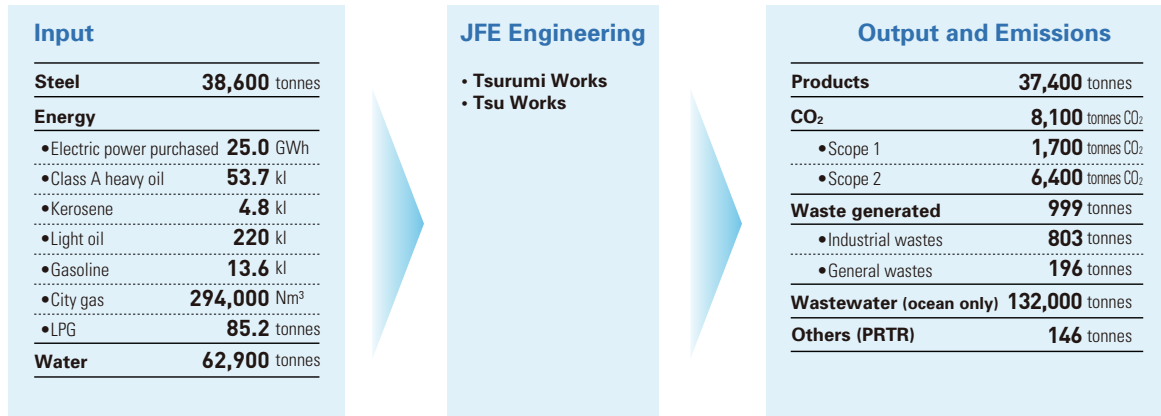 Input
Steel 38,600 tonnes
Energy
•Electric power purchased 25.0 GWh
•Class A heavy oil 53.7 kl
•Kerosene 4.8 kl
•Light oil 220 kl
•Gasoline 13.6 kl
•City gas 294,000 Nm³
•LPG 85.2 tonnes
Water 62,900 tonnes
JFE Engineering
• Tsurumi Works
• Tsu Works
Output and Emissions
Products 37,400 tonnes
CO₂ 8,100 tonnes CO₂
•Scope 1 1,700 tonnes CO₂
•Scope 2 6,400 tonnes CO₂
Waste generated 999 tonnes
•Industrial wastes 803 tonnes
•General wastes 196 tonnes
Wastewater (ocean only) 132,000 tonnes
Others (PRTR) 146 tonnes